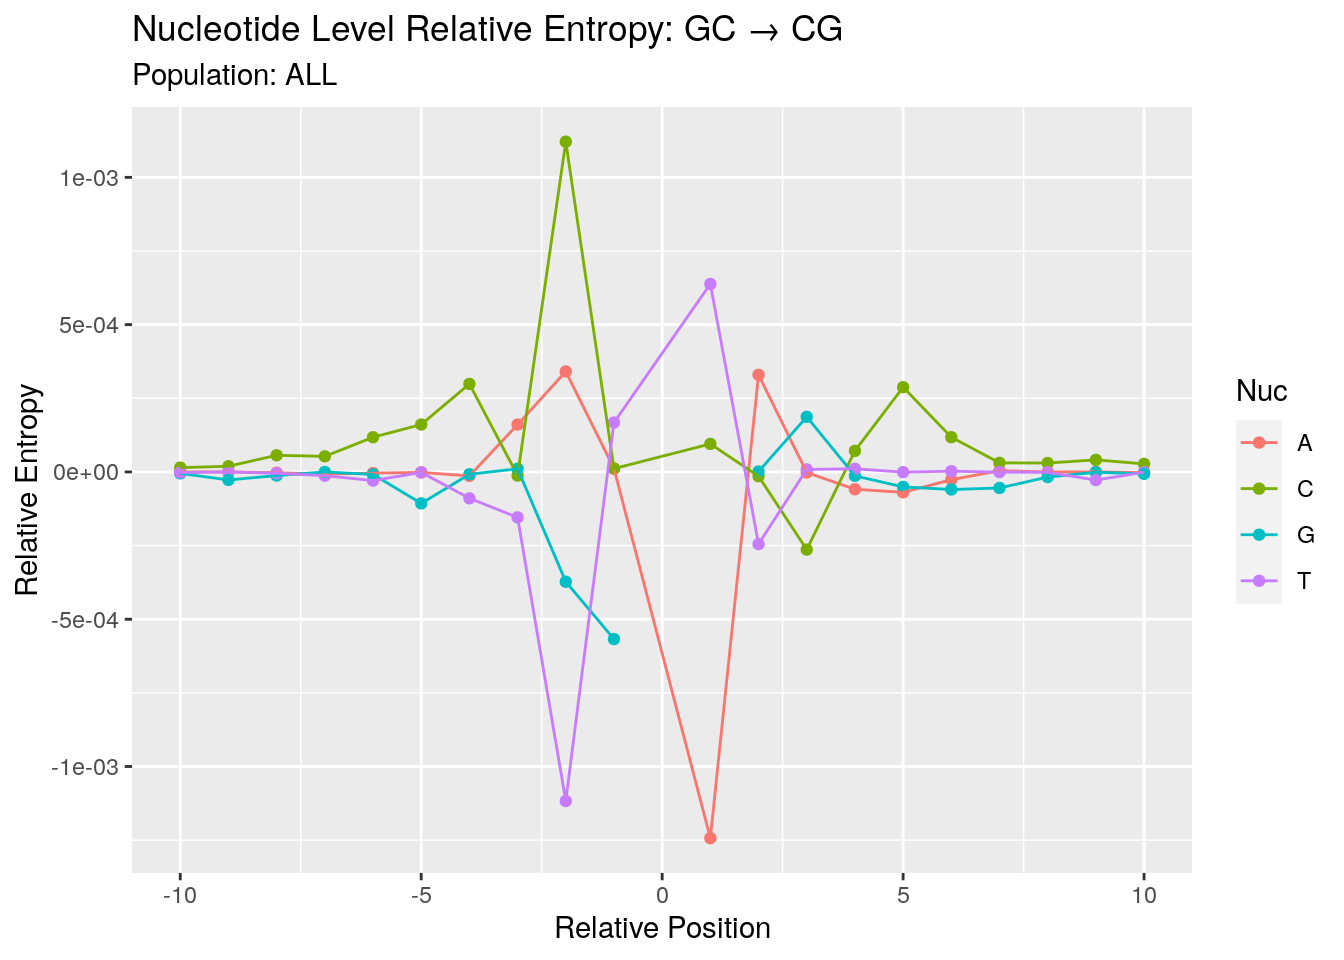 Nucleotide Level Relative Entropy: GC → CG
Population: ALL
1e-03
5e-04
0e+00
-5e-04
-1e-03
Relative Entropy
-10
-5
0
5
10
Relative Position
Nuc
A
C
G
T